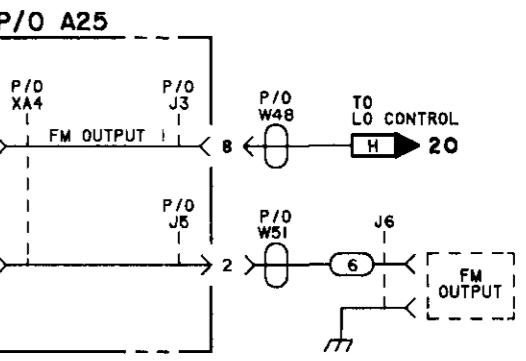 P/O A25
P/O
XA4
P/O
J3
P/O
W48
TO
LO CONTROL
FM OUTPUT
8
H
20
P/O
J5
P/O
W51
J6
2
6
FM
OUTPUT